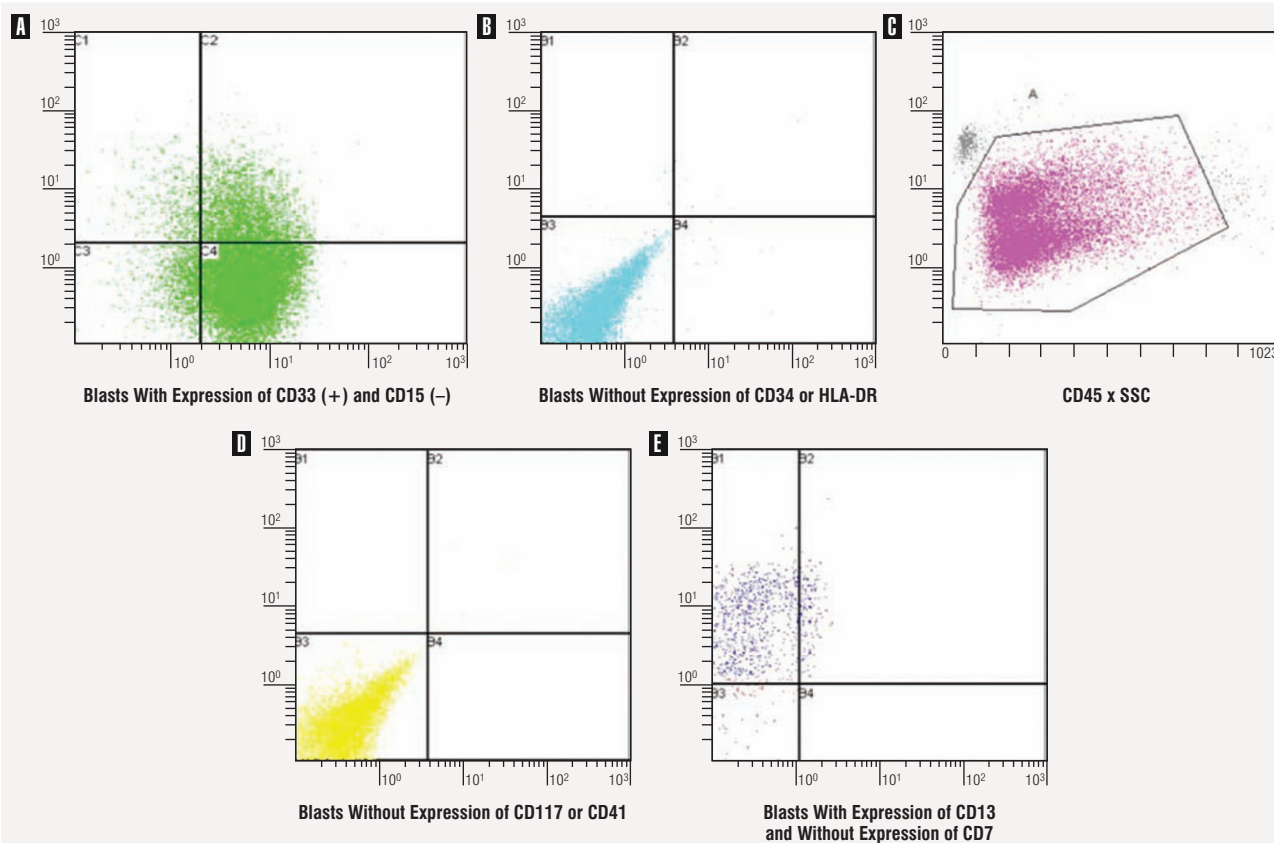 A
10³
10²
10¹
10⁰
C1
C2
C3
C4
10⁰
10¹
10²
10³
Blasts With Expression of CD33 (+) and CD15 (–)
B
10³
10²
10¹
10⁰
B1
B2
B3
B4
10⁰
10¹
10²
10³
Blasts Without Expression of CD34 or HLA-DR
C
10³
10²
10¹
10⁰
A
0
1023
CD45 x SSC
D
10³
10²
10¹
10⁰
B1
B2
B3
B4
10⁰
10¹
10²
10³
Blasts Without Expression of CD117 or CD41
E
10³
10²
10¹
10⁰
B1
B2
B3
B4
10⁰
10¹
10²
10³
Blasts With Expression of CD13
and Without Expression of CD7